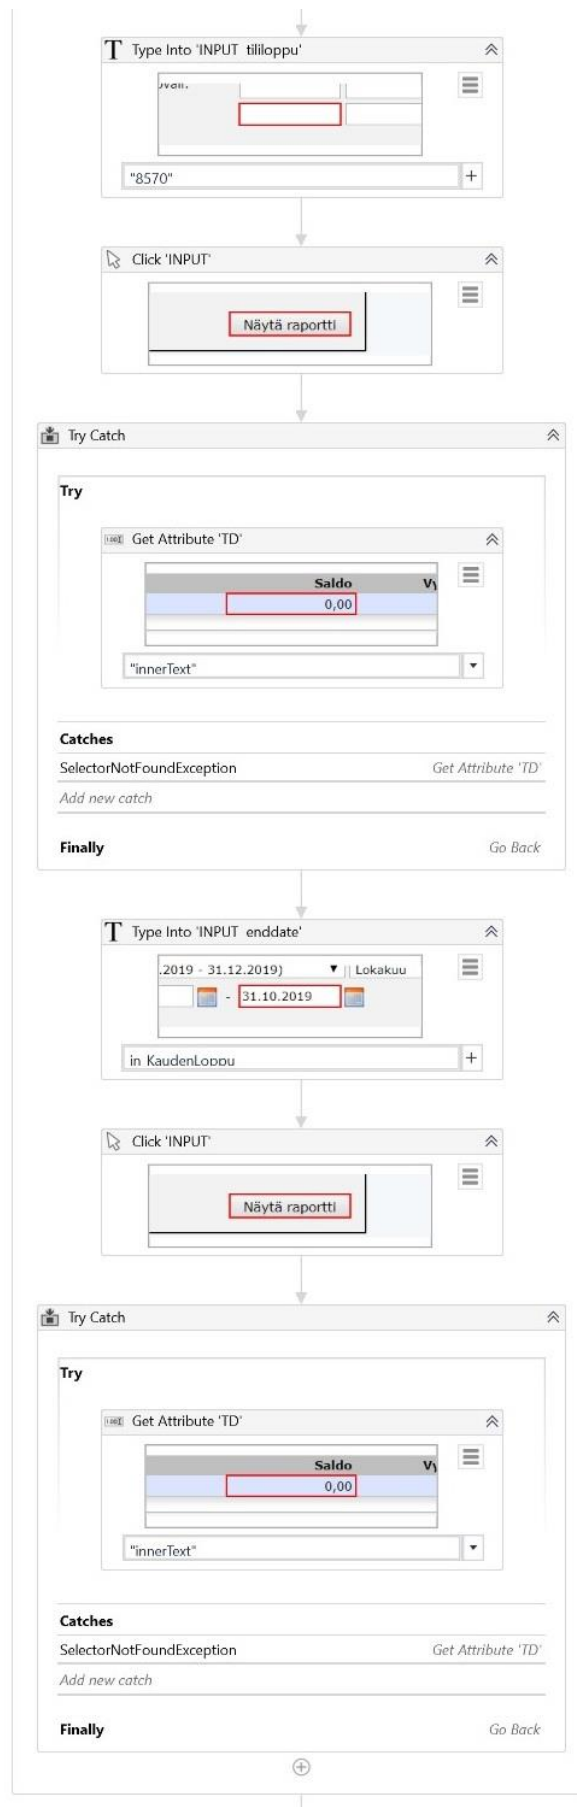 Type Into 'INPUT tililoppu'
"8570"
+
Click 'INPUT'
Näytä raportti
Try Catch
Try
Get Attribute 'TD'
Saldo
0,00
"innerText"
Catches
SelectorNotFoundException Get Attribute 'TD'
Add new catch
Finally Go Back
Type Into 'INPUT enddate'
.2019 - 31.12.2019) Lokakuu
- 31.10.2019
in KaudenLoppu +
Click 'INPUT'
Näytä raportti
Try Catch
Try
Get Attribute 'TD'
Saldo
0,00
"innerText"
Catches
SelectorNotFoundException Get Attribute 'TD'
Add new catch
Finally Go Back